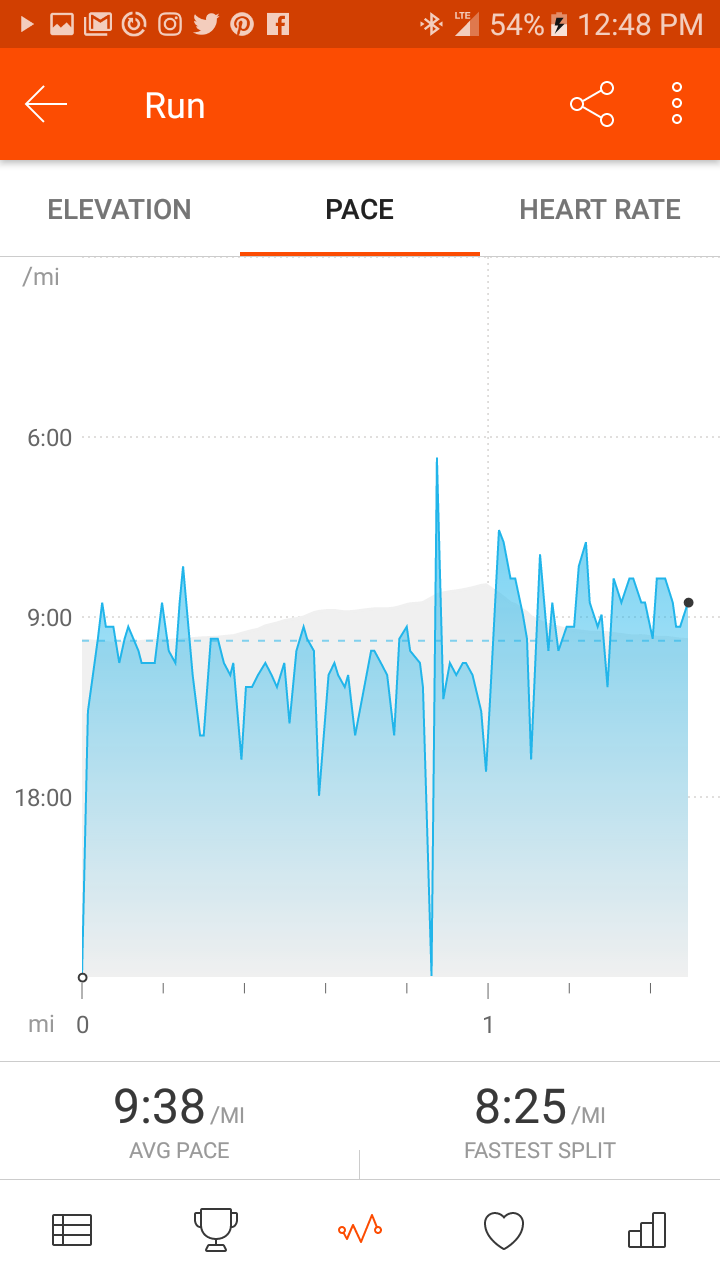 LTE 54% 12:48 PM
Run
ELEVATION PACE HEART RATE
/mi
6:00
9:00
18:00
mi 0 1
9:38 /MI 8:25 /MI
AVG PACE FASTEST SPLIT